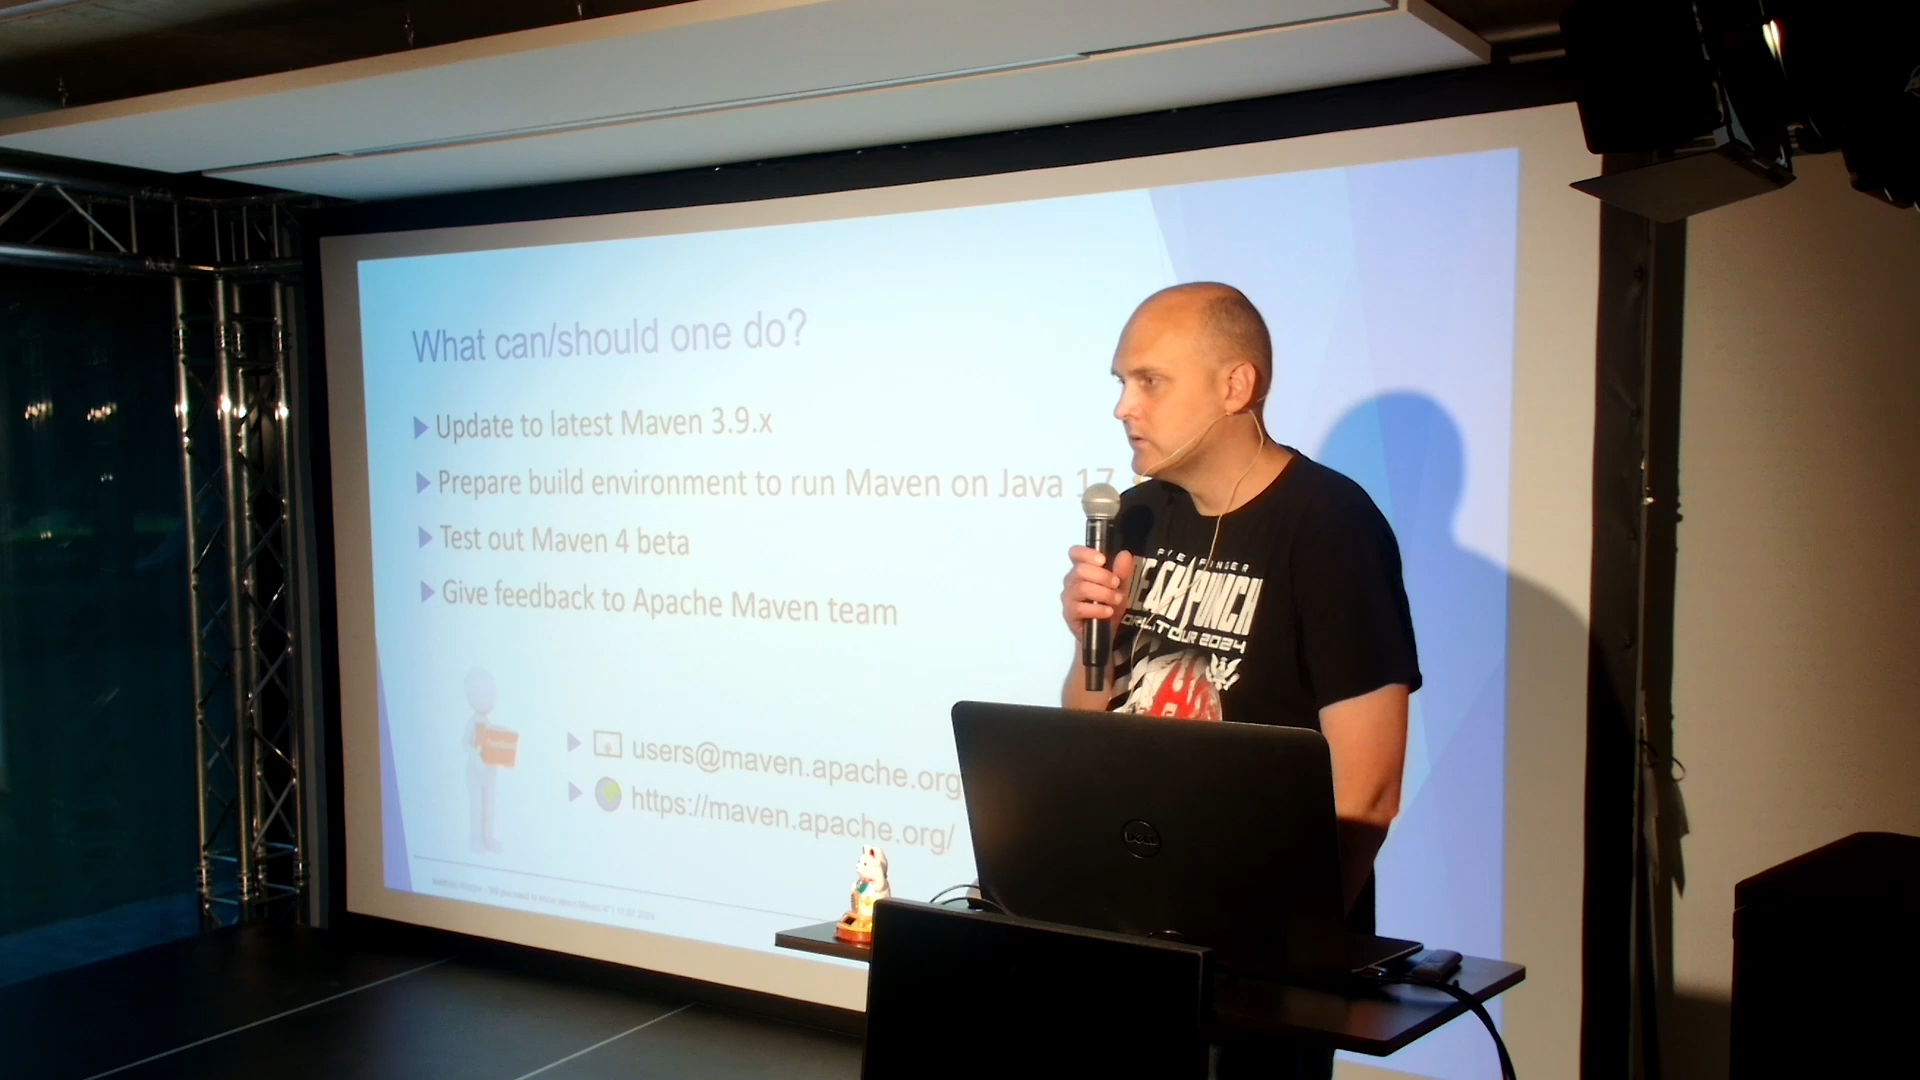 What can/should one do?
Update to latest Maven 3.9.x
Prepare build environment to run Maven on Java 17
Test out Maven 4 beta
Give feedback to Apache Maven team
users@maven.apache.org
https://maven.apache.org/
FINGER
PUNCH
TOUR 2024
DELL